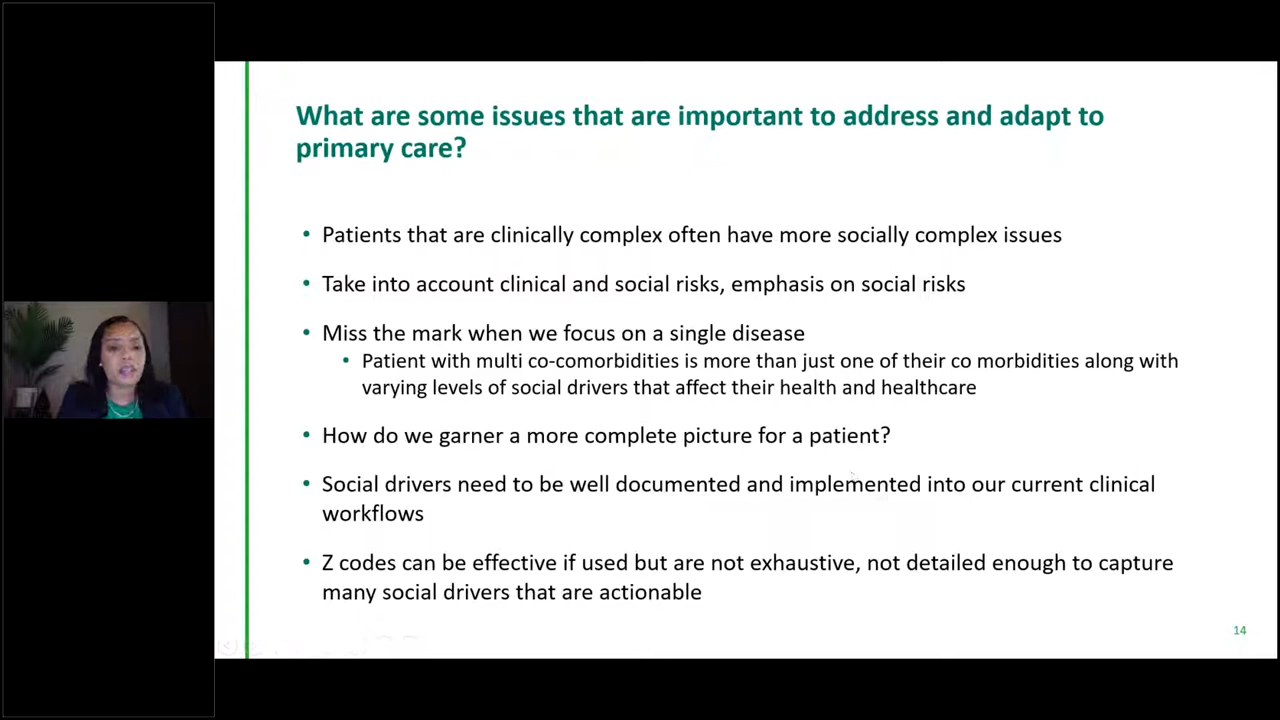 What are some issues that are important to address and adapt to
primary care?
• Patients that are clinically complex often have more socially complex issues
• Take into account clinical and social risks, emphasis on social risks
• Miss the mark when we focus on a single disease
• Patient with multi co-comorbidities is more than just one of their co morbidities along with
varying levels of social drivers that affect their health and healthcare
• How do we garner a more complete picture for a patient?
• Social drivers need to be well documented and implemented into our current clinical
workflows
• Z codes can be effective if used but are not exhaustive, not detailed enough to capture
many social drivers that are actionable
14